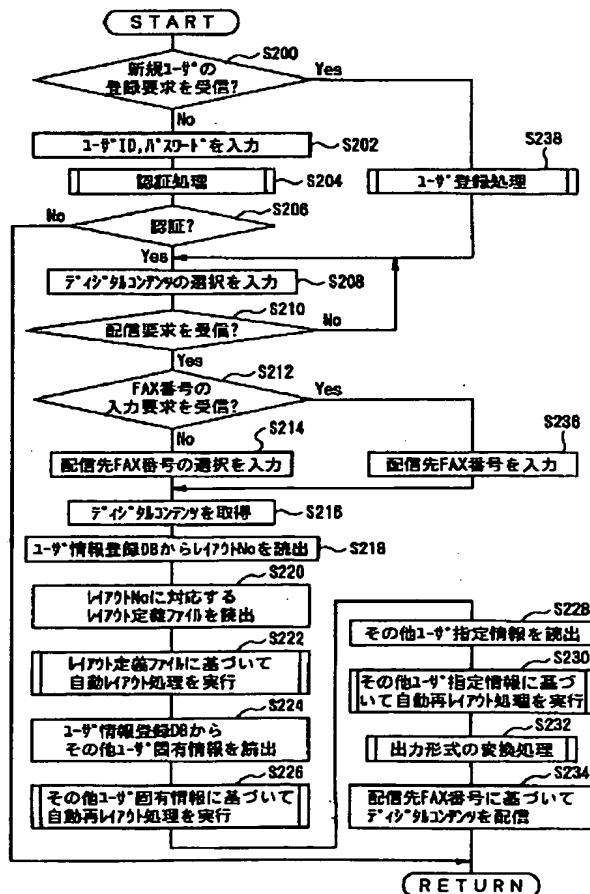 START
S200
新規ユーザの
登録要求を受信?
Yes
No
ユーザID,パスワードを入力
S202
S238
認証処理
S204
ユーザ登録処理
S206
No
認証?
Yes
ディジタルコンテンツの選択を入力
S208
S210
配信要求を受信?
No
Yes
S212
FAX番号の
入力要求を受信?
Yes
No
S214
S236
配信先FAX番号の選択を入力
配信先FAX番号を入力
ディジタルコンテンツを取得
S216
ユーザ情報登録DBからレイアウトNoを読出
S218
S220
レイアウトNoに対応する
レイアウト定義ファイルを読出
S222
レイアウト定義ファイルに基づいて
自動レイアウト処理を実行
S224
ユーザ情報登録DBから
その他ユーザ固有情報を読出
S226
その他ユーザ固有情報に基づいて
自動再レイアウト処理を実行
S228
その他ユーザ指定情報を読出
S230
その他ユーザ指定情報に基づ
いて自動再レイアウト処理を実行
S232
出力形式の変換処理
S234
配信先FAX番号に基づいて
ディジタルコンテンツを配信
RETURN